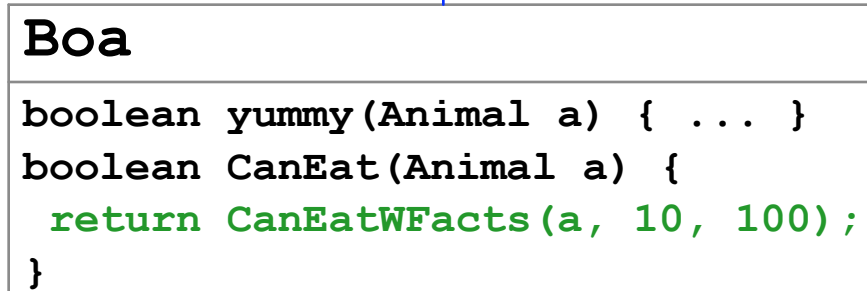 Boa
boolean yummy(Animal a) { ... }
boolean CanEat(Animal a) {
return CanEatWFacts(a, 10, 100);
}